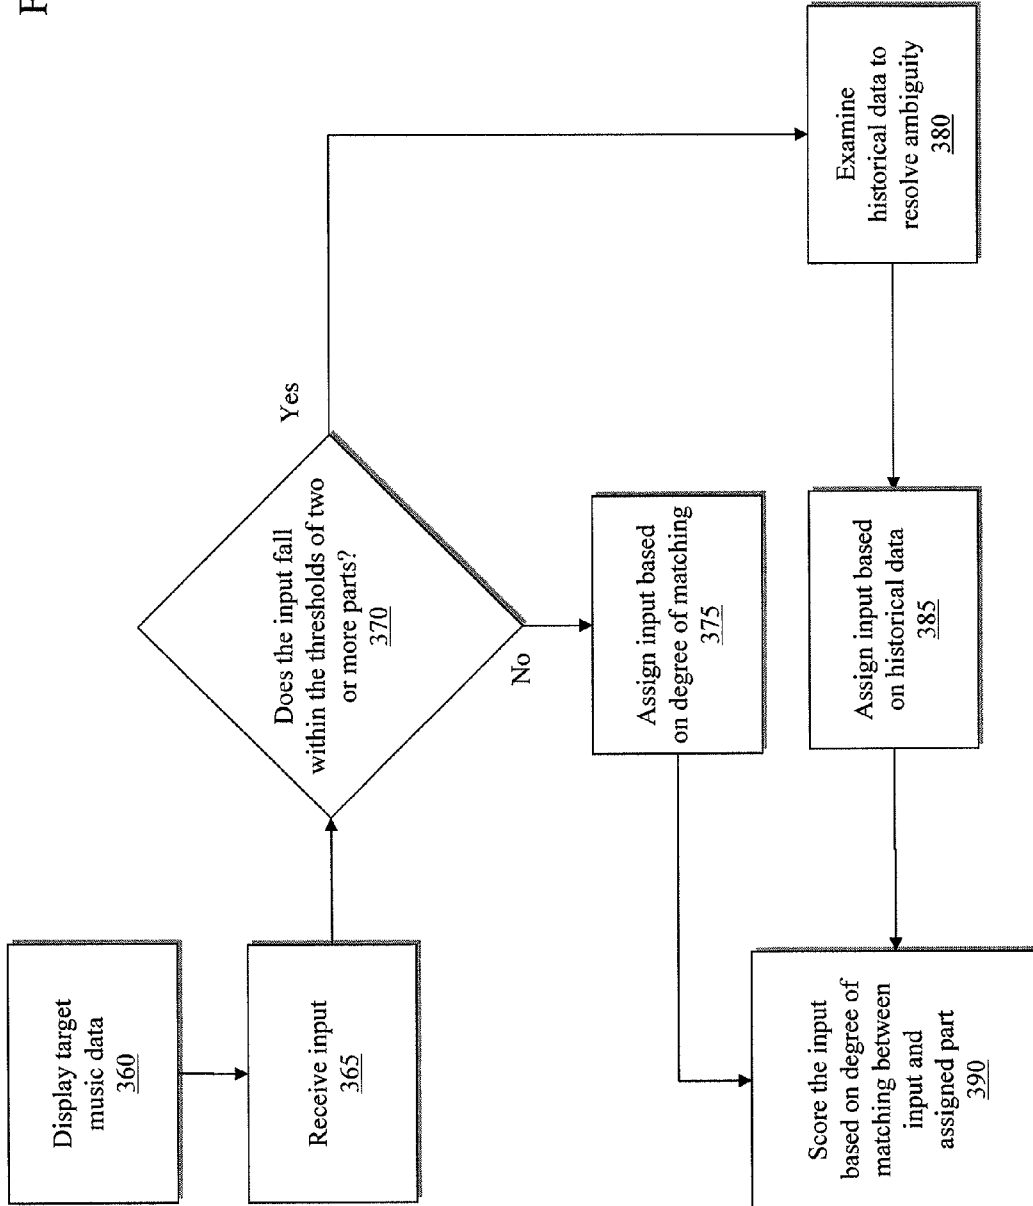 F
Display target
music data
360
Receive input
365
Does the input fall
within the thresholds of two
or more parts?
370
Yes
No
Assign input based
on degree of matching
375
Examine
historical data to
resolve ambiguity
380
Assign input based
on historical data
385
Score the input
based on degree of
matching between
input and
assigned part
390